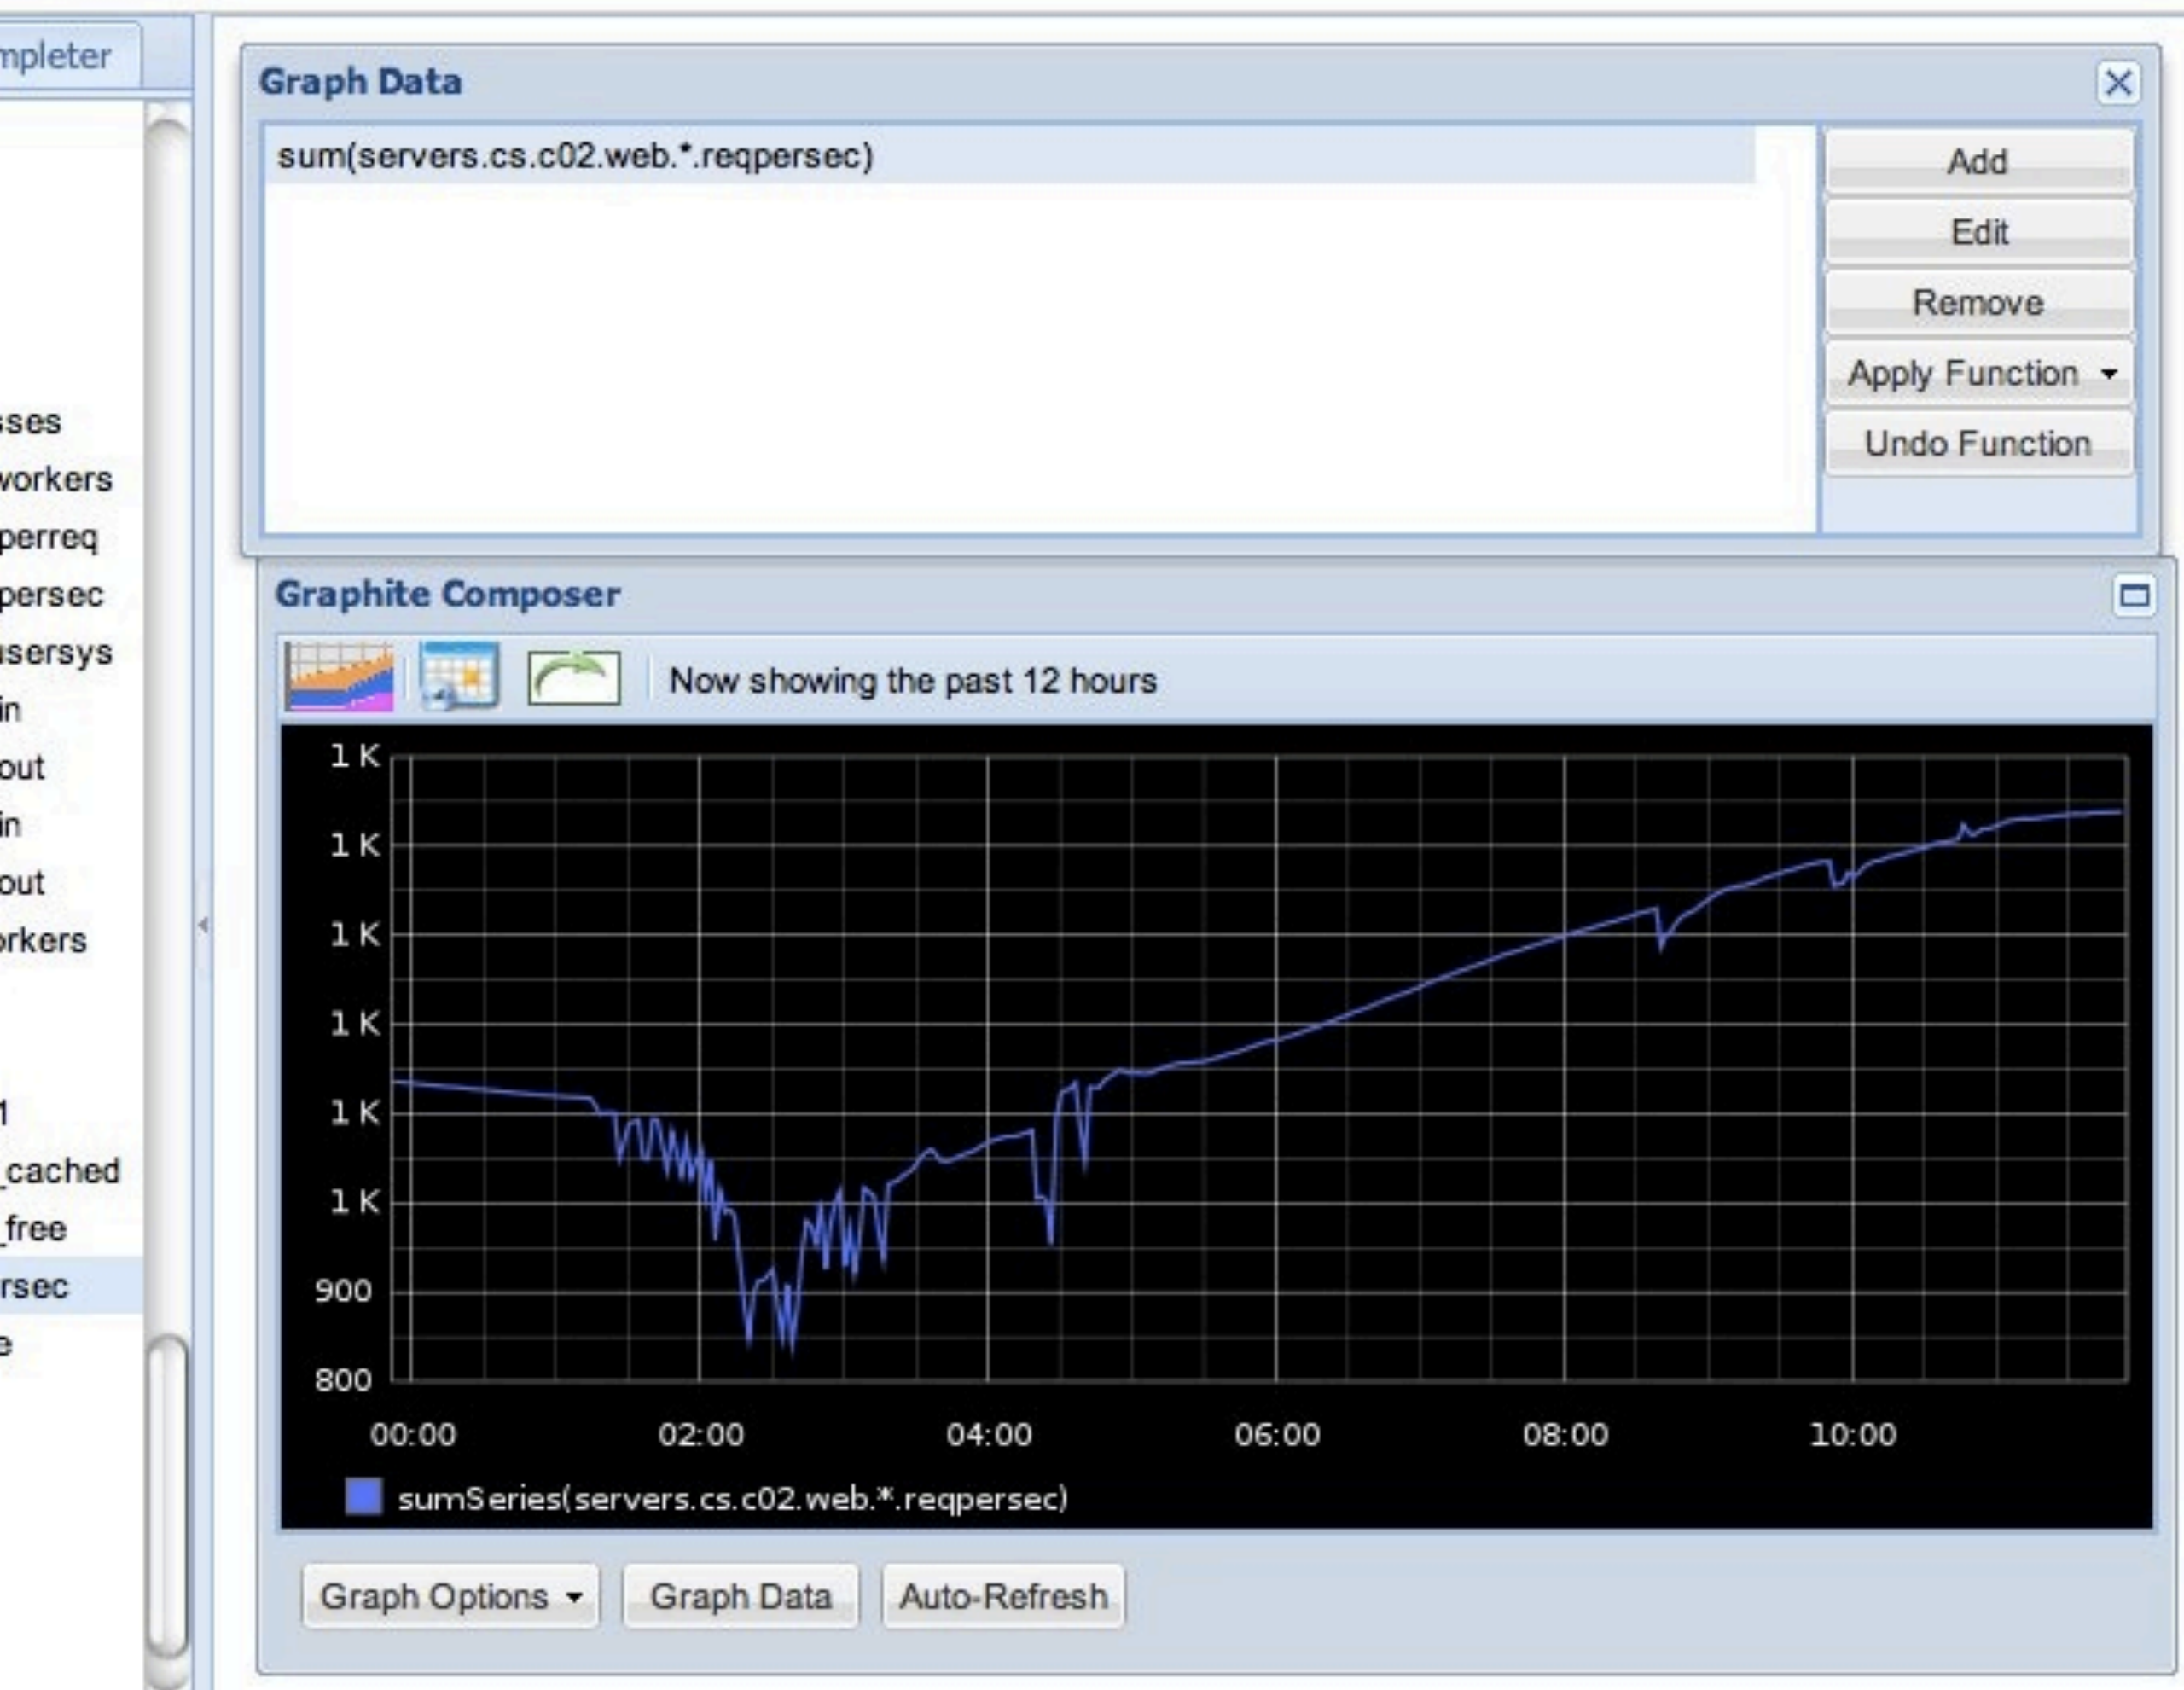 mpleter
sses
workers
perreq
persec
usersys
in
out
in
out
orkers
1
_cached
_free
rsec
e
Graph Data
sum(servers.cs.c02.web.*.reqpersec)
Add
Edit
Remove
Apply Function
Undo Function
Graphite Composer
Now showing the past 12 hours
1 K
1 K
1 K
1 K
1 K
1 K
900
800
00:00 02:00 04:00 06:00 08:00 10:00
sumSeries(servers.cs.c02.web.*.reqpersec)
Graph Options Graph Data Auto-Refresh